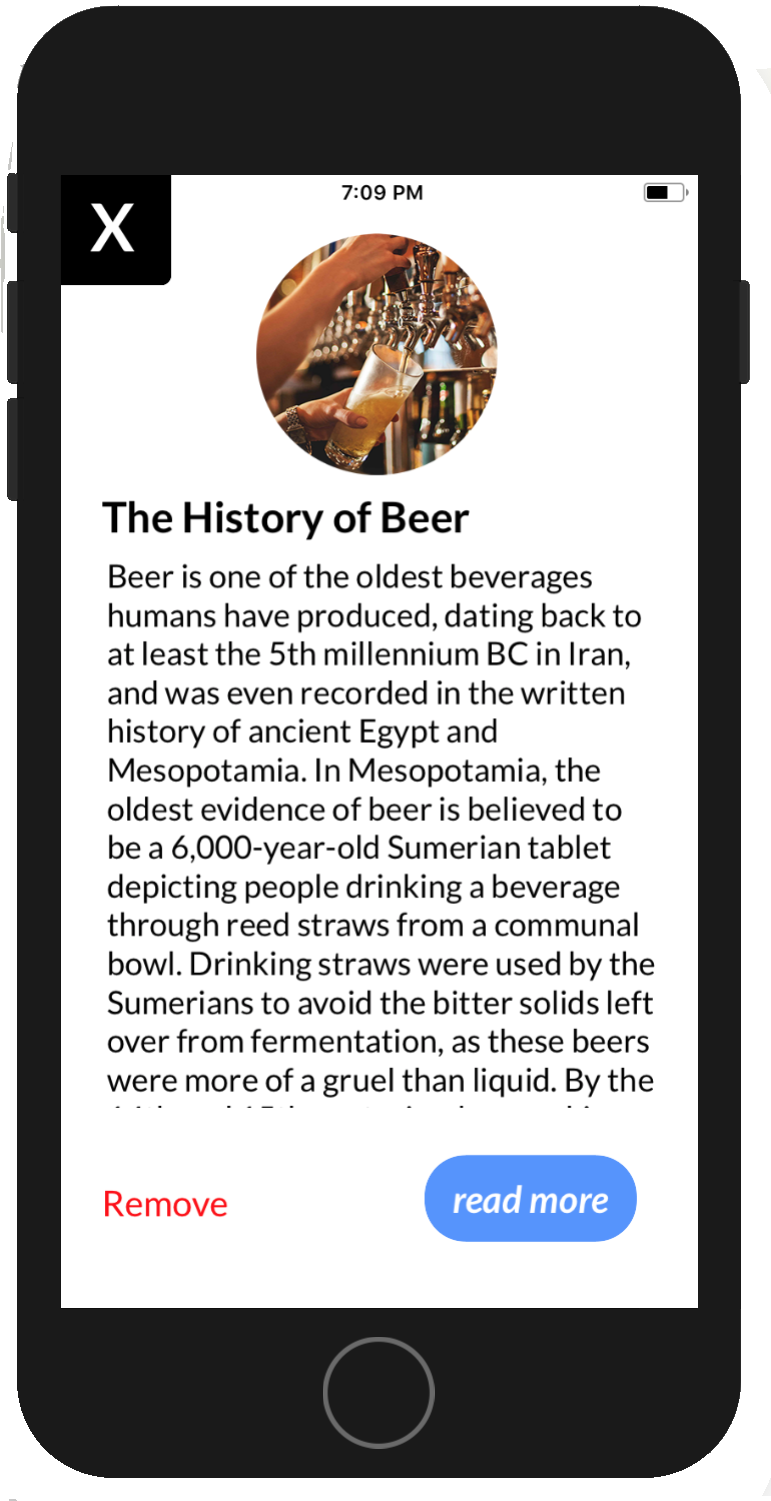 X
7:09 PM
The History of Beer
Beer is one of the oldest beverages
humans have produced, dating back to
at least the 5th millennium BC in Iran,
and was even recorded in the written
history of ancient Egypt and
Mesopotamia. In Mesopotamia, the
oldest evidence of beer is believed to
be a 6,000-year-old Sumerian tablet
depicting people drinking a beverage
through reed straws from a communal
bowl. Drinking straws were used by the
Sumerians to avoid the bitter solids left
over from fermentation, as these beers
were more of a gruel than liquid. By the
Remove
read more